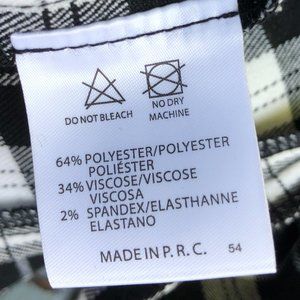 DO NOT BLEACH
NO DRY
MACHINE
64% POLYESTER/POLYESTER
POLIÉSTER
34% VISCOSE/VISCOSE
VISCOSA
2% SPANDEX/ELASTHANNE
ELASTANO
MADE IN P. R. C. 54